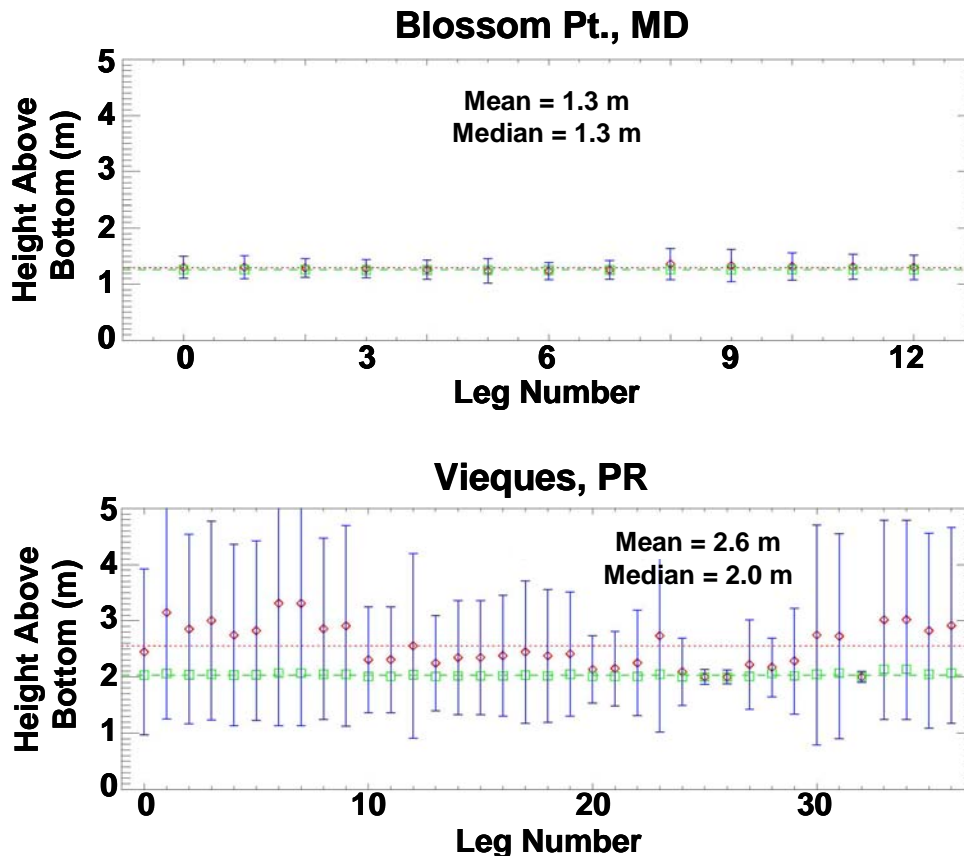 Blossom Pt., MD
5
4
3
2
1
0
Mean = 1.3 m
Median = 1.3 m
Height Above
Bottom (m)
0 3 6 9 12
Leg Number
Vieques, PR
5
4
3
2
1
0
Mean = 2.6 m
Median = 2.0 m
Height Above
Bottom (m)
0 10 20 30
Leg Number